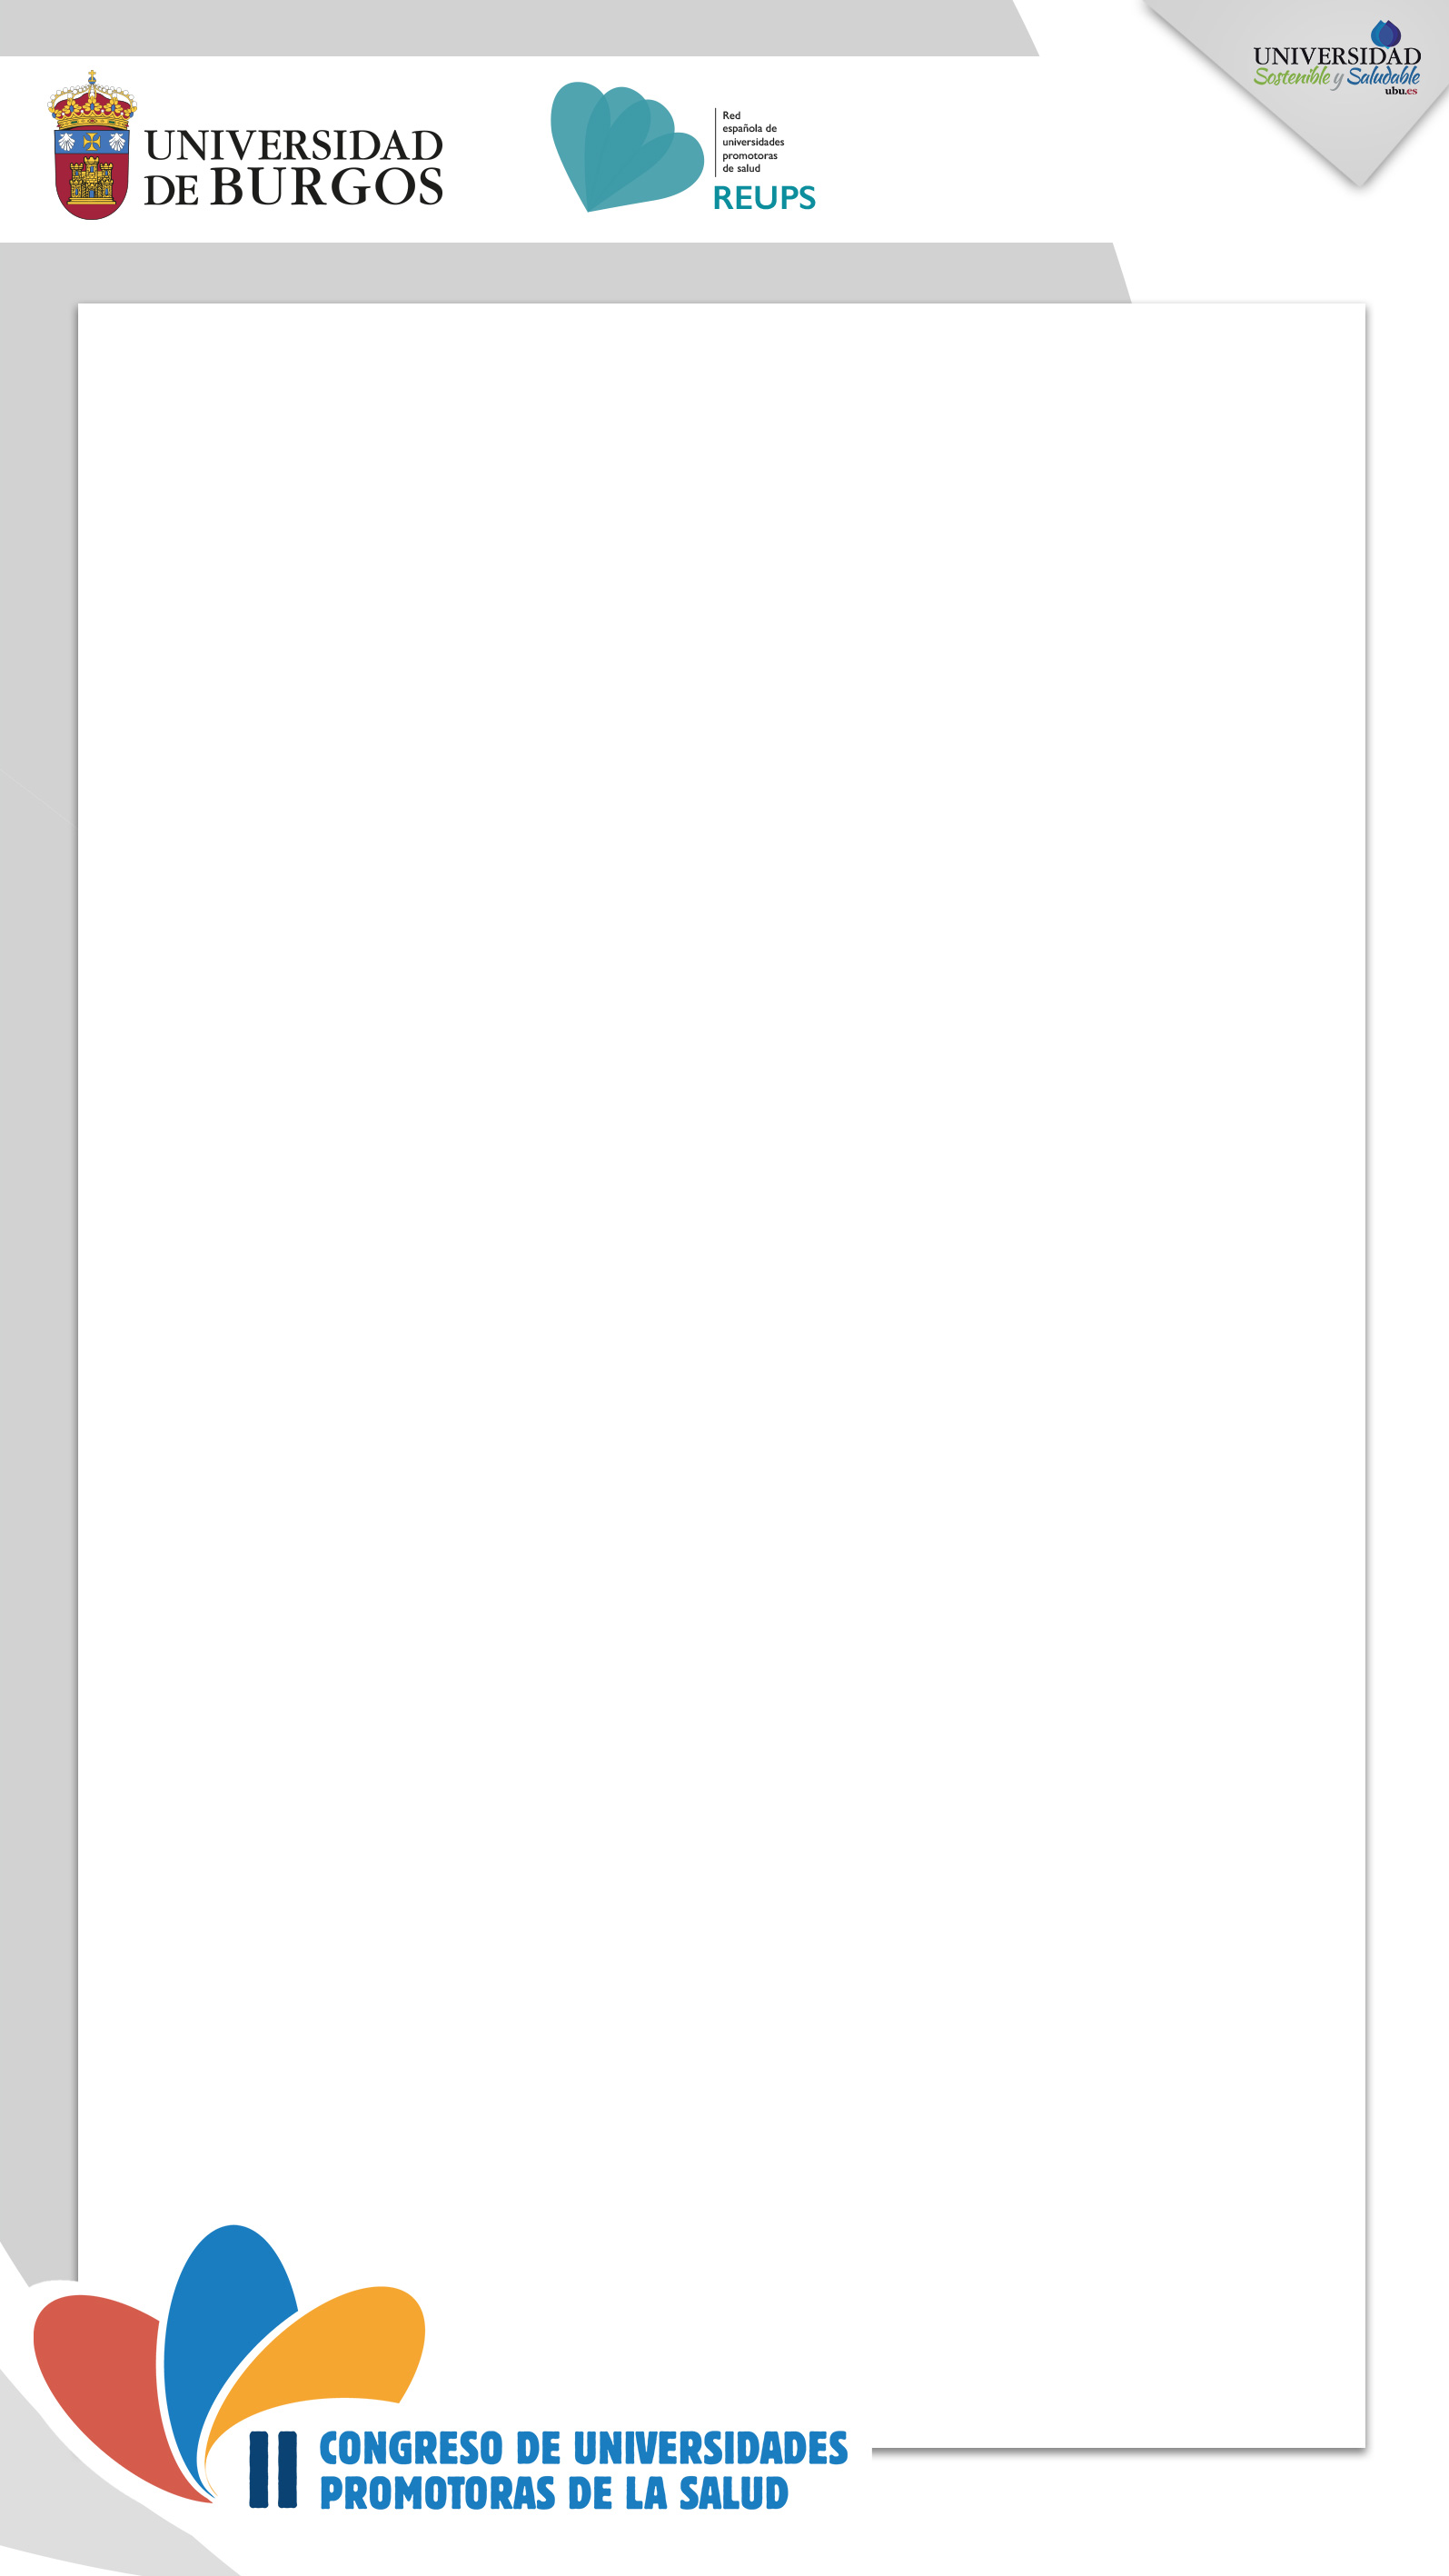 UNIVERSIDAD
Sostenible y Saludable
ubu.es
UNIVERSIDAD
DE BURGOS
Red
española de
universidades
promotoras
de salud
REUPS
II CONGRESO DE UNIVERSIDADES
PROMOTORAS DE LA SALUD